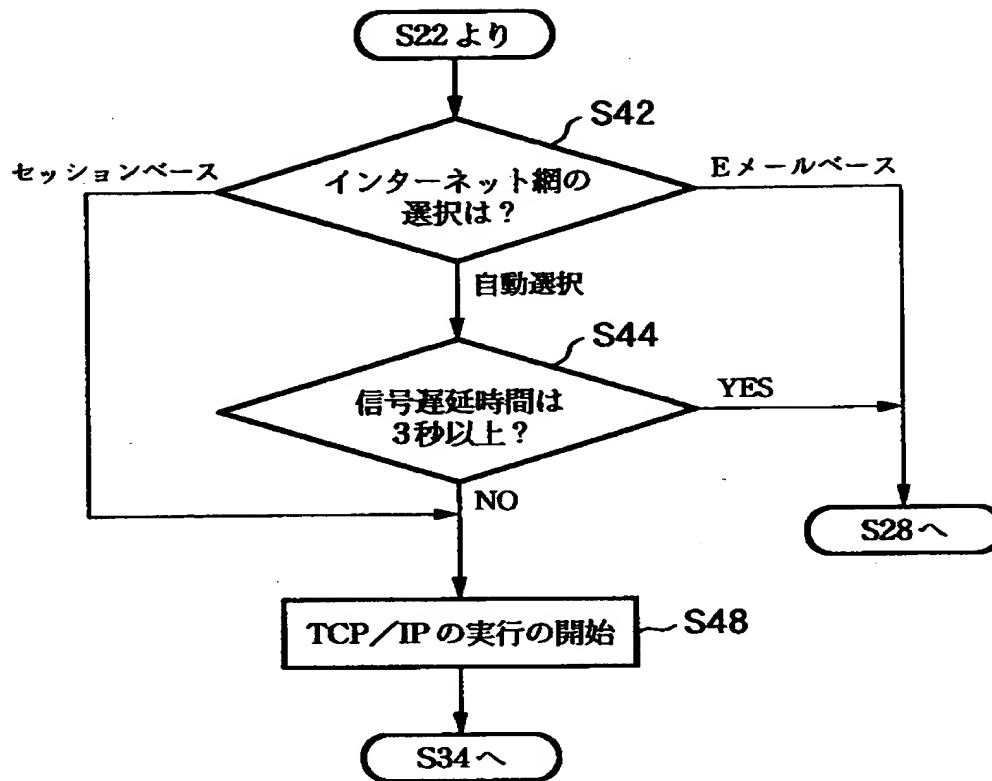 S22より
S42
セッションベース
Eメールベース
インターネット網の
選択は?
自動選択
S44
信号遅延時間は
3秒以上?
YES
NO
S28へ
TCP/IPの実行の開始
S48
S34へ